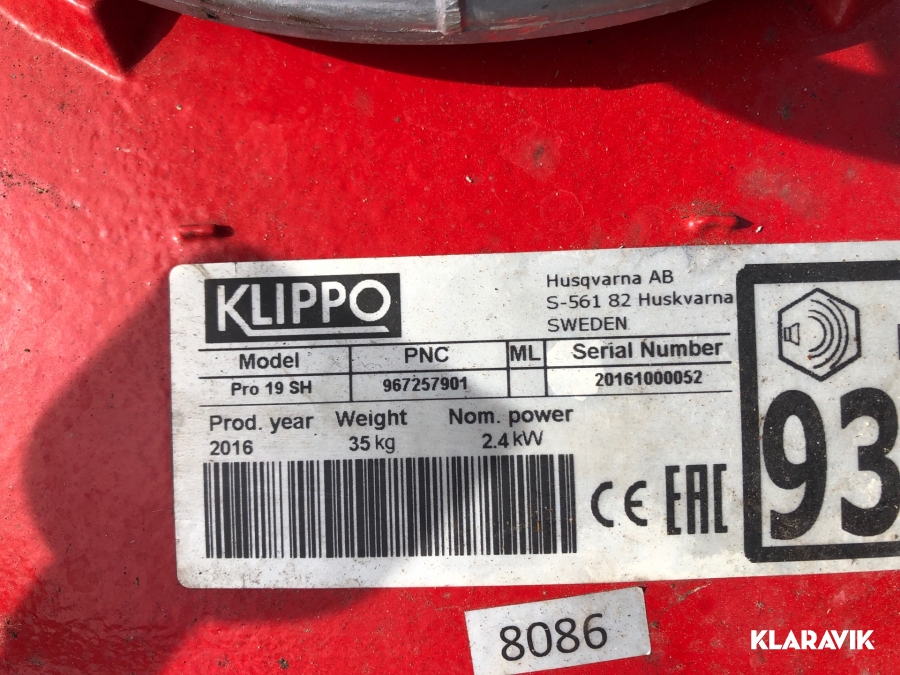 KLIPPO
Husqvarna AB
S-561 82 Huskvarna
SWEDEN
Model PNC ML Serial Number
Pro 19 SH 967257901 20161000052
Prod. year Weight Nom. power
2016 35 kg 2.4 kW
CE EAC
93
8086
KLARAVIK